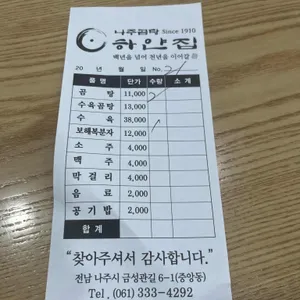 나주곰탕 Since 1910
하얀집
백년을 넘어 천년을 이어갈 꿈
20 년 월 일 No. 21
품 명 단가 수량 소 계
곰 탕 11,000 2
수육곰탕 13,000
수 육 38,000
보해복분자 12,000
소 주 4,000
맥 주 4,000
막 걸 리 4,000
음 료 2,000
공 기 밥 2,000
합계
"찾아주셔서 감사합니다."
전남 나주시 금성관길 6-1(중앙동)
Tel. (061) 333-4292